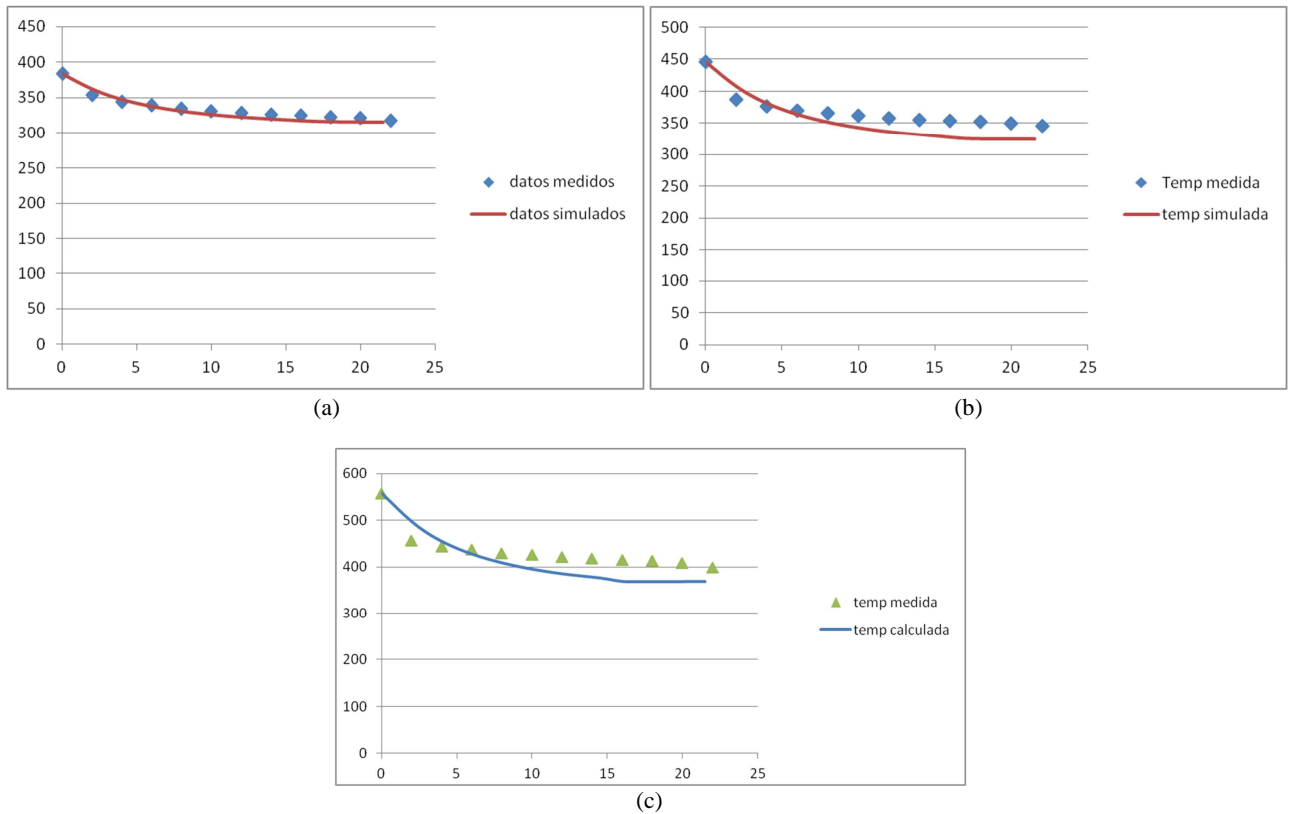 450
400
350
300
250
200
150
100
50
0
0 5 10 15 20 25
datos medidos
datos simulados
(a)
500
450
400
350
300
250
200
150
100
50
0
0 5 10 15 20 25
Temp medida
temp simulada
(b)
600
500
400
300
200
100
0
0 5 10 15 20 25
temp medida
temp calculada
(c)